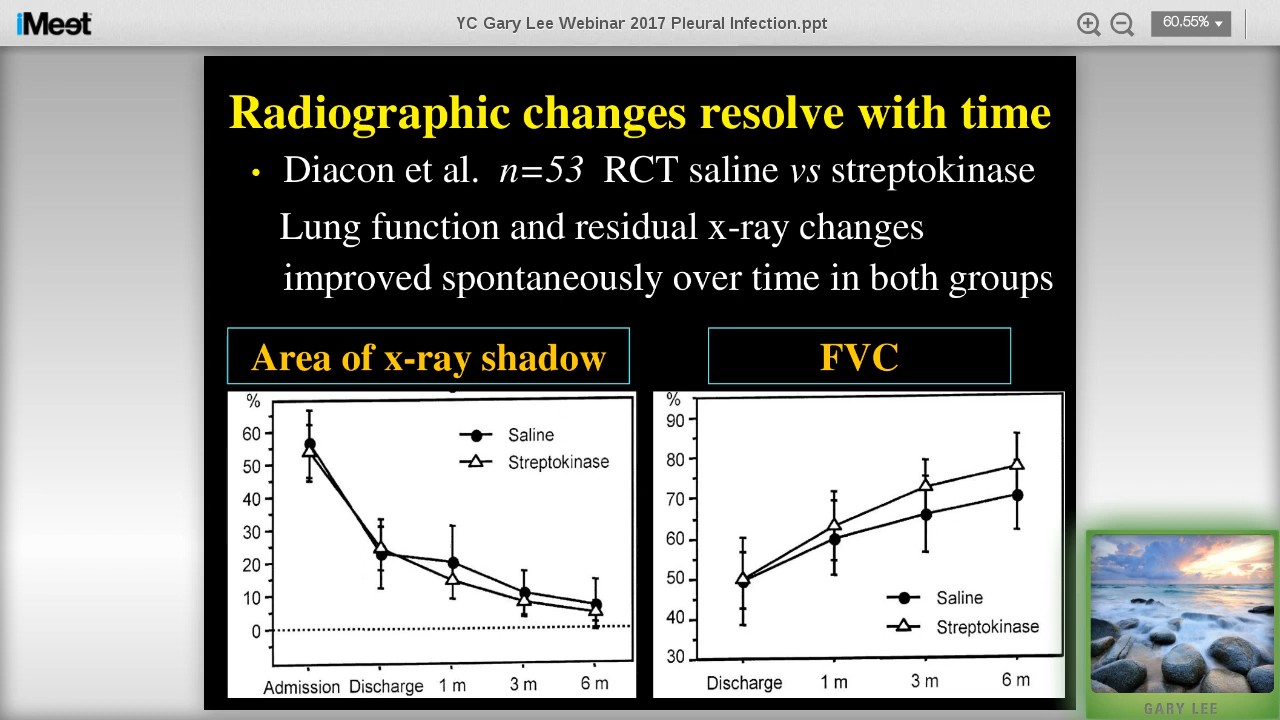 iMeet
YC Gary Lee Webinar 2017 Pleural Infection.ppt
60.55%
Radiographic changes resolve with time
• Diacon et al. n=53 RCT saline vs streptokinase
Lung function and residual x-ray changes
improved spontaneously over time in both groups
Area of x-ray shadow
%
60
50
40
30
20
10
0
Saline
Streptokinase
Admission Discharge 1 m 3 m 6 m
FVC
%
90
80
70
60
50
40
30
Saline
Streptokinase
Discharge 1 m 3 m 6 m
GARY LEE